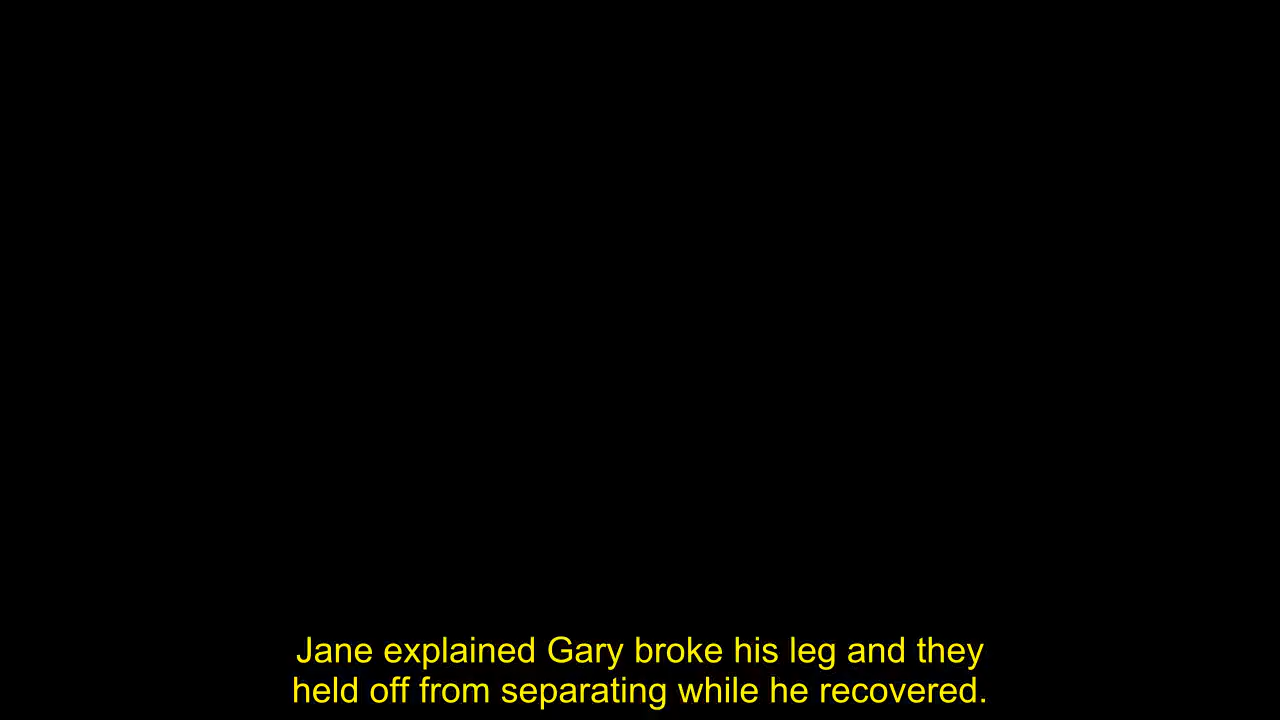 Jane explained Gary broke his leg and they
held off from separating while he recovered.